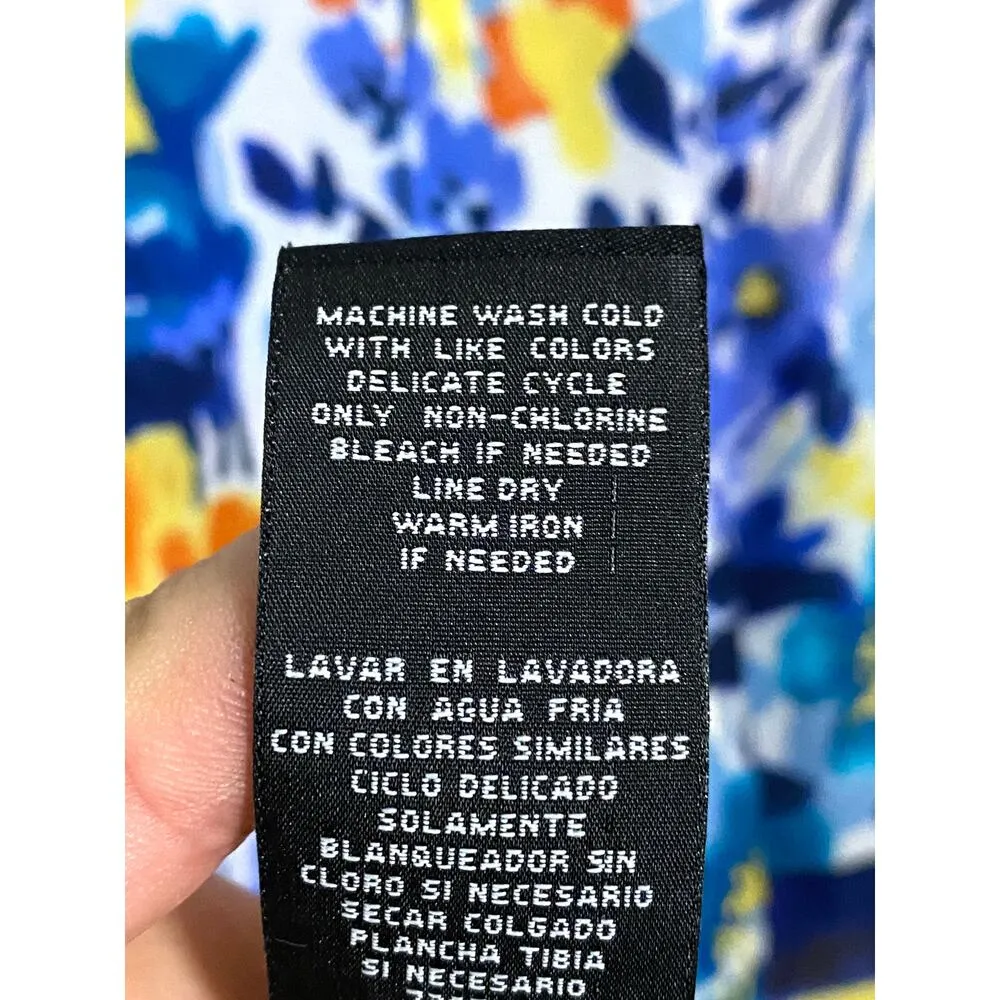 MACHINE WASH COLD
WITH LIKE COLORS
DELICATE CYCLE
ONLY NON-CHLORINE
BLEACH IF NEEDED
LINE DRY
WARM IRON
IF NEEDED
LAVAR EN LAVADORA
CON AGUA FRIA
CON COLORES SIMILARES
CICLO DELICADO
SOLAMENTE
BLANQUEADOR SIN
CLORO SI NECESARIO
SECAR COLGADO
PLANCHA TIBIA
SI NECESARIO